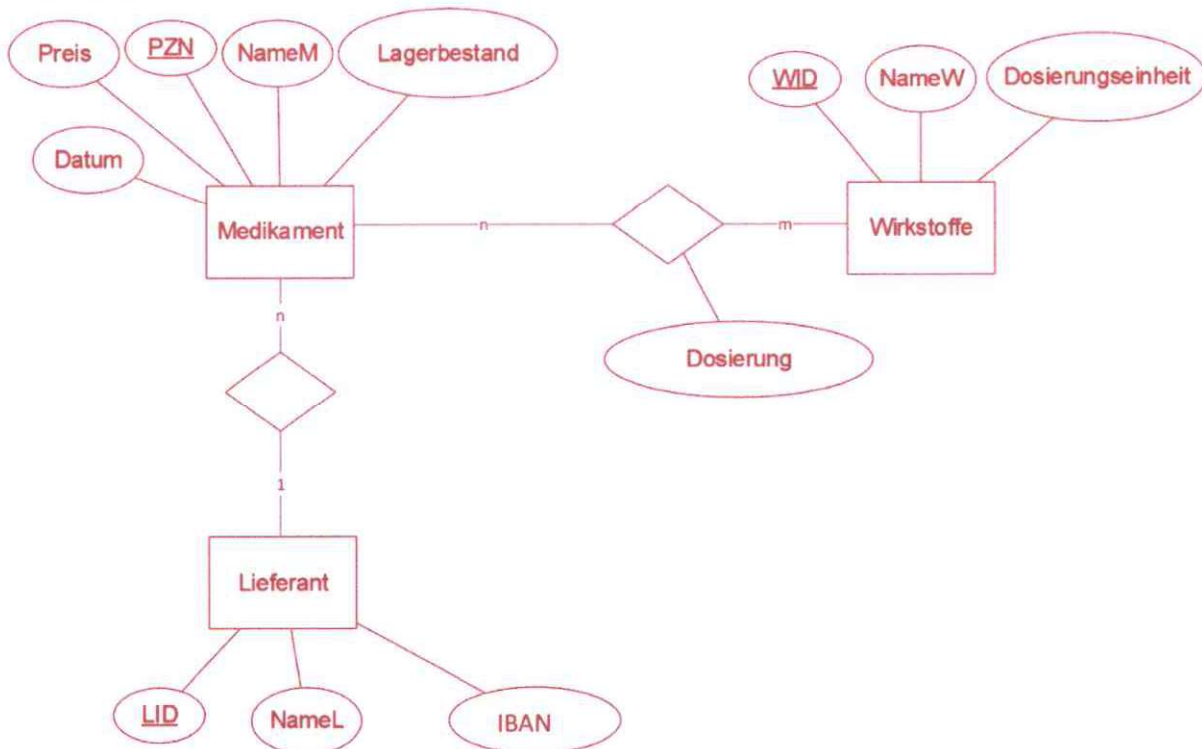 Preis
PZN
NameM
Lagerbestand
WID
NameW
Dosierungseinheit
Datum
Medikament
n
m
Wirkstoffe
n
Dosierung
1
Lieferant
LID
NameL
IBAN